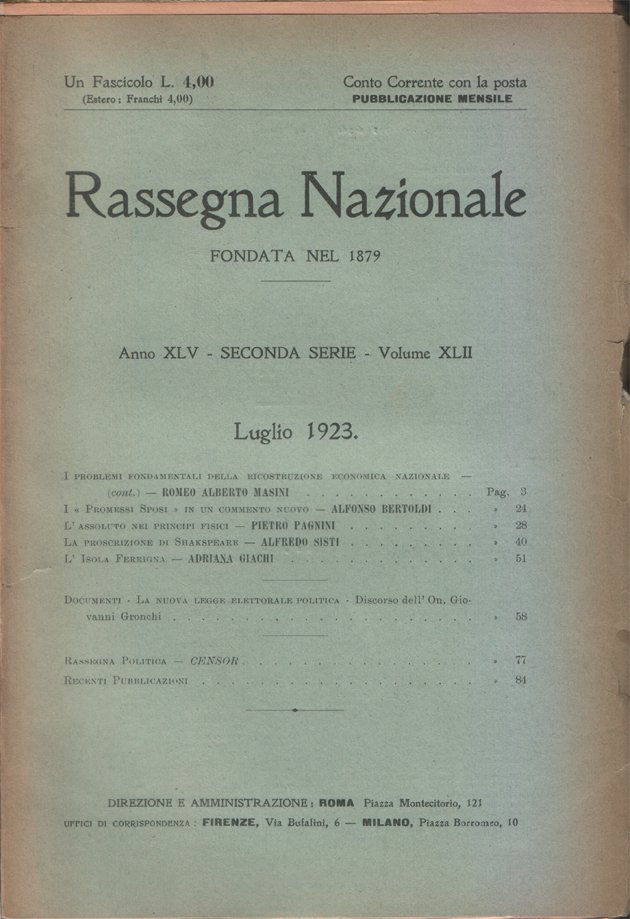 Un Fascicolo L. 4,00
(Estero: Franchi 4,00)
Conto Corrente con la posta
PUBBLICAZIONE MENSILE
Rassegna Nazionale
FONDATA NEL 1879
Anno XLV - SECONDA SERIE - Volume XLII
Luglio 1923.
I PROBLEMI FONDAMENTALI DELLA RICOSTRUZIONE ECONOMICA NAZIONALE —
(cont.) — ROMEO ALBERTO MASINI . . . . . . . . . . . Pag. 3
I « PROMESSI SPOSI » IN UN COMMENTO NUOVO — ALFONSO BERTOLDI . . . » 24
L' ASSOLUTO NEI PRINCIPI FISICI — PIETRO PAGNINI . . . . . . . . . » 28
LA PROSCRIZIONE DI SHAKSPEARE — ALFREDO SISTI . . . . . . . . . » 40
L' ISOLA FERRIGNA — ADRIANA GIACHI . . . . . . . . . . . . » 51
DOCUMENTI - LA NUOVA LEGGE ELETTORALE POLITICA - Discorso dell' On. Gio-
vanni Gronchi . . . . . . . . . . . . . . . . . » 58
RASSEGNA POLITICA — CENSOR . . . . . . . . . . . . . . » 77
RECENTI PUBBLICAZIONI . . . . . . . . . . . . . . . . » 84
DIREZIONE E AMMINISTRAZIONE: ROMA Piazza Montecitorio, 121
UFFICI DI CORRISPONDENZA: FIRENZE, Via Bufalini, 6 — MILANO, Piazza Borromeo, 10